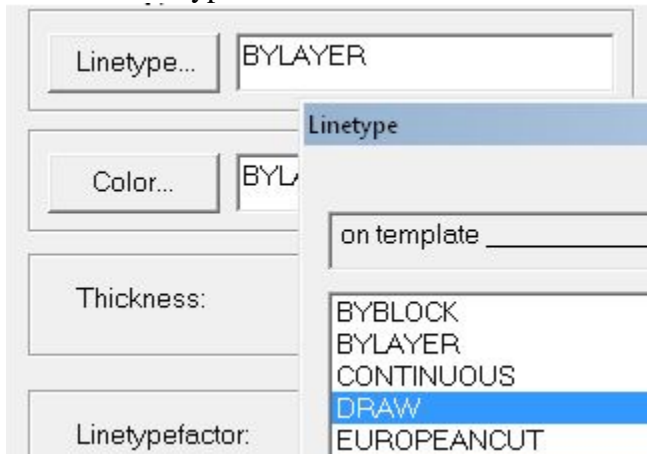 Linetype...
BYLAYER
Linetype
Color...
on template
Thickness:
BYBLOCK
BYLAYER
CONTINUOUS
DRAW
Linetypefactor:
EUROPEANCUT